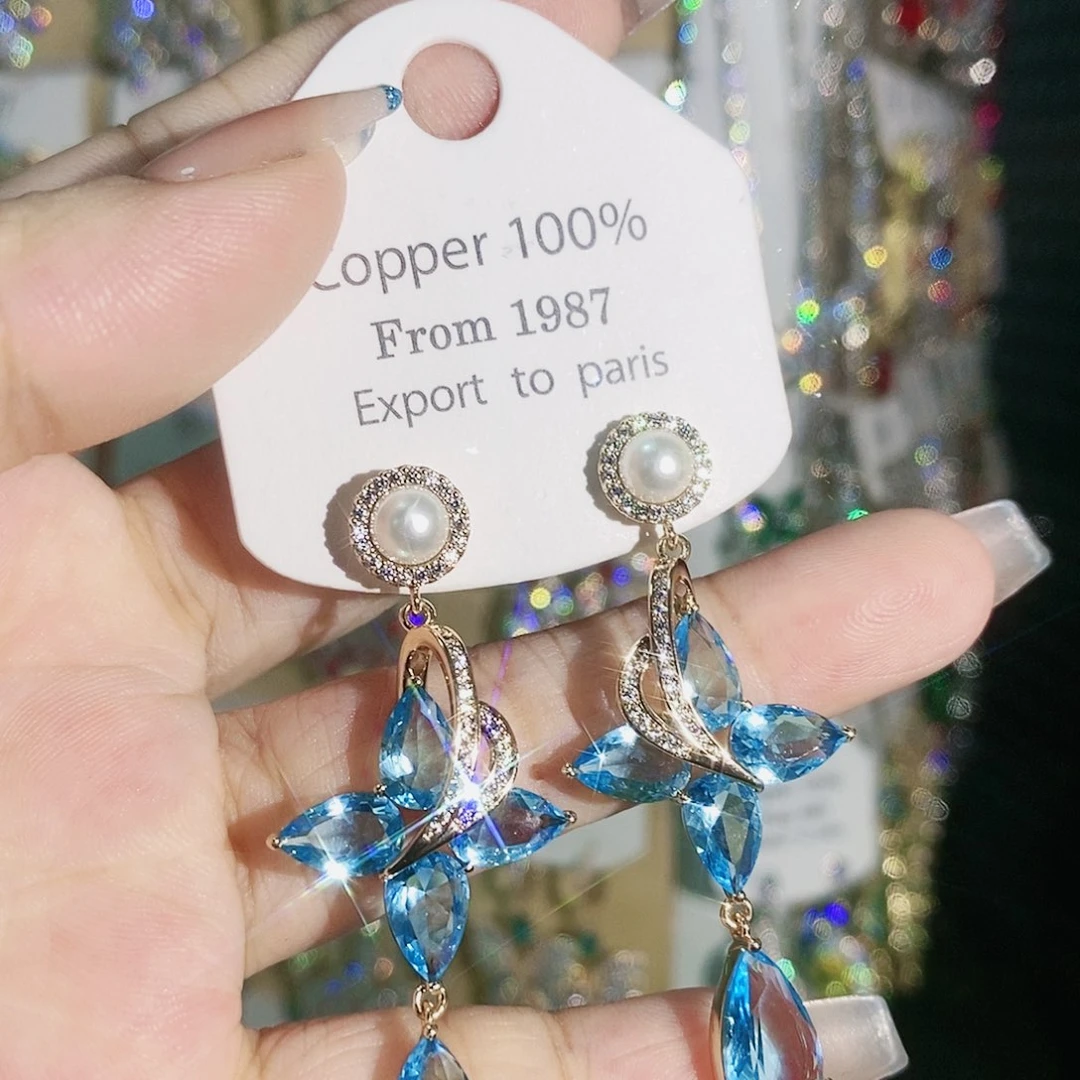 Copper 100%
From 1987
Export to paris